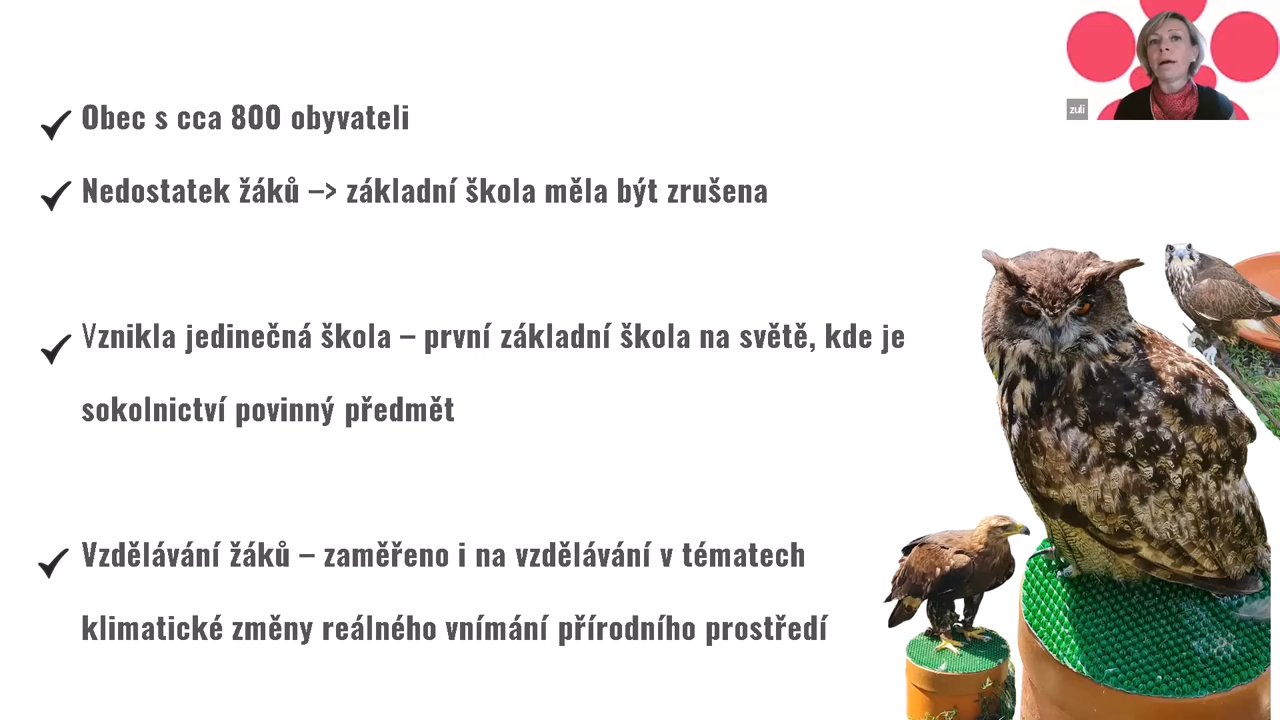 zuli
Obec s cca 800 obyvateli
Nedostatek žáků –> základní škola měla být zrušena
Vznikla jedinečná škola – první základní škola na světě, kde je
sokolnictví povinný předmět
Vzdělávání žáků – zaměřeno i na vzdělávání v tématech
klimatické změny reálného vnímání přírodního prostředí